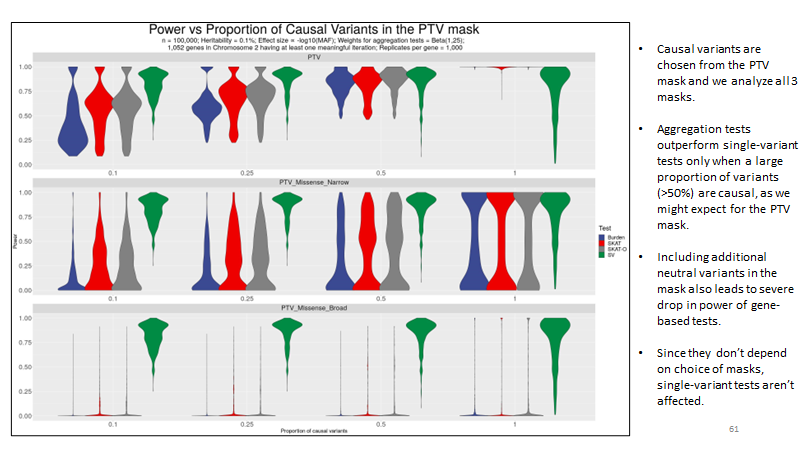 Power vs Proportion of Causal Variants in the PTV mask
n = 100,000; Heritability = 0.1%; Effect size ∝ -log10(MAF); Weights for aggregation tests = Beta(1,25);
1,052 genes in Chromosome 2 having at least one meaningful iteration; Replicates per gene = 1,000
PTV
1.00
0.75
0.50
0.25
0.00
0.1 0.25 0.5 1
PTV_Missense_Narrow
1.00
0.75
0.50
0.25
0.00
0.1 0.25 0.5 1
PTV_Missense_Broad
1.00
0.75
0.50
0.25
0.00
0.1 0.25 0.5 1
Power
Proportion of causal variants
Test
Burden
SKAT
SKAT-O
SV
• Causal variants are
chosen from the PTV
mask and we analyze all 3
masks.
• Aggregation tests
outperform single-variant
tests only when a large
proportion of variants
(>50%) are causal, as we
might expect for the PTV
mask.
• Including additional
neutral variants in the
mask also leads to severe
drop in power of gene-
based tests.
• Since they don't depend
on choice of masks,
single-variant tests aren't
affected.
61